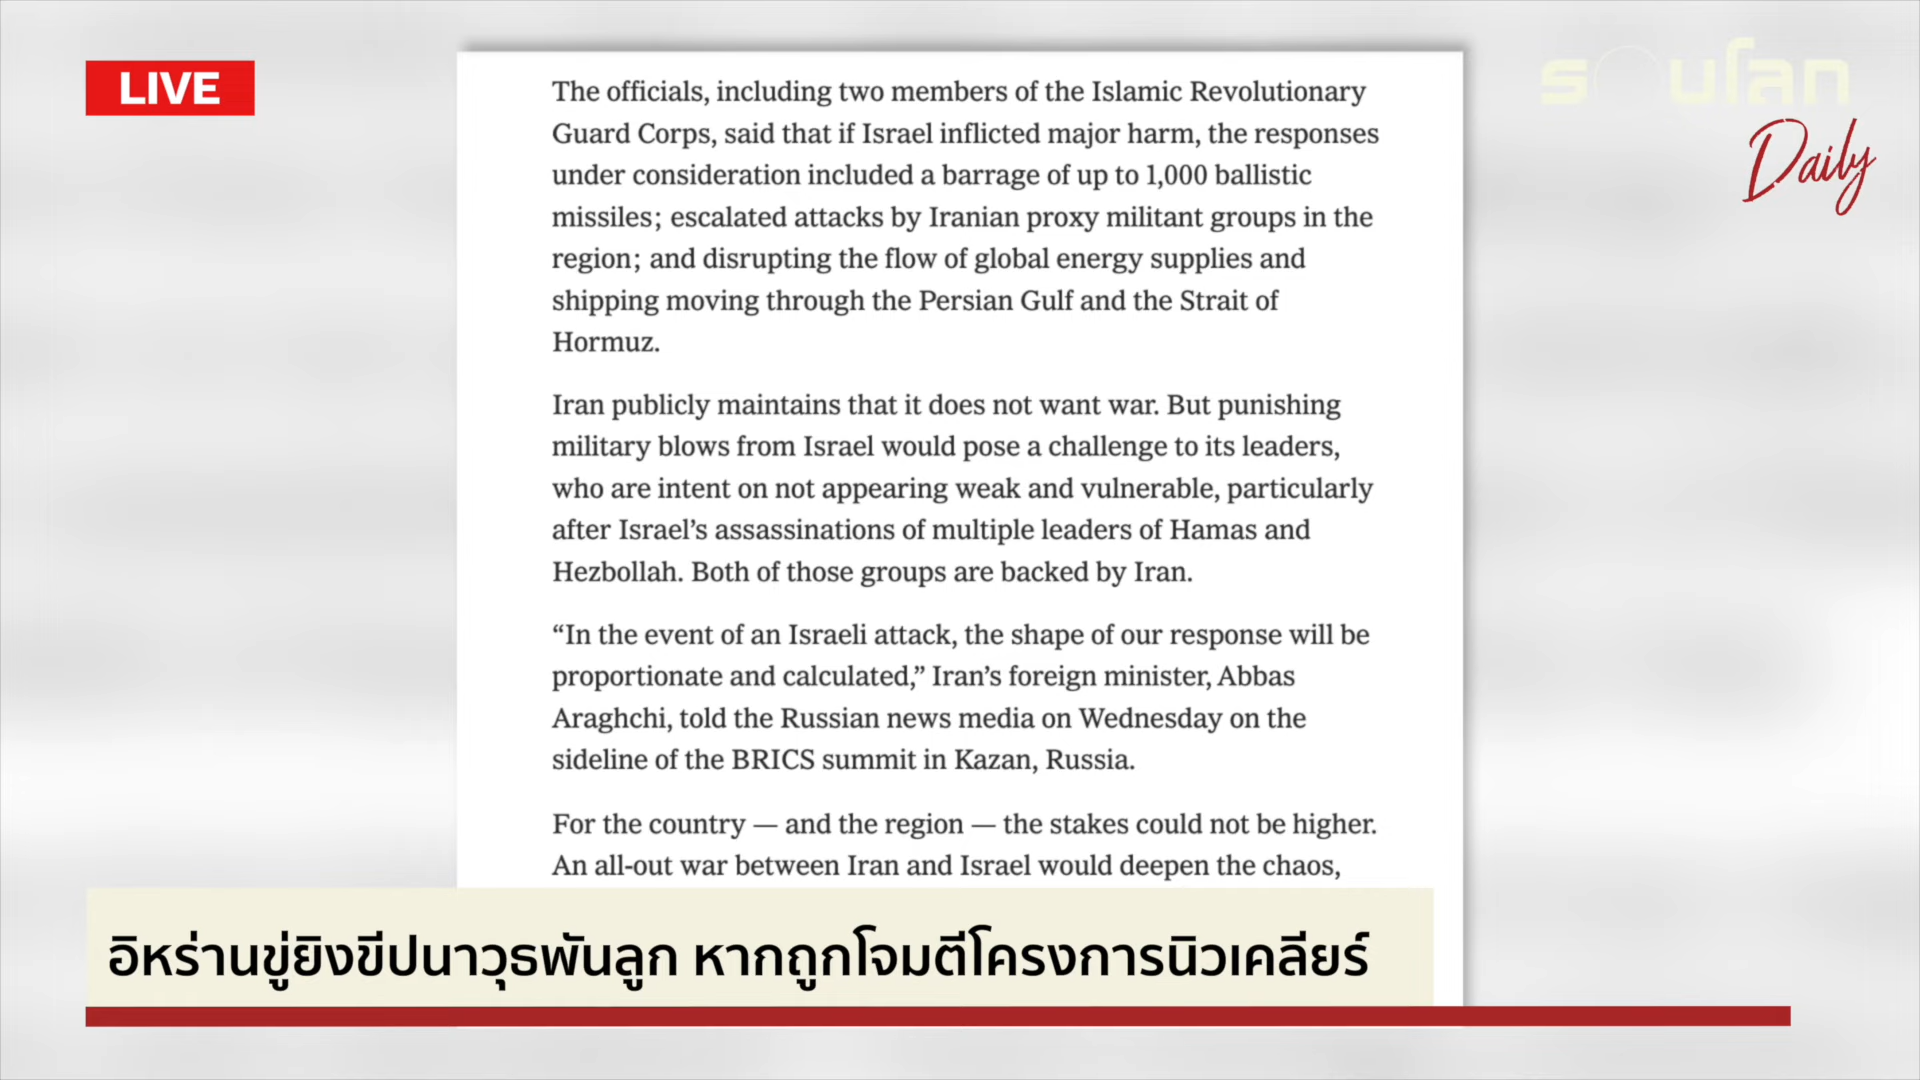 LIVE
รอบโลก
Daily
The officials, including two members of the Islamic Revolutionary
Guard Corps, said that if Israel inflicted major harm, the responses
under consideration included a barrage of up to 1,000 ballistic
missiles; escalated attacks by Iranian proxy militant groups in the
region; and disrupting the flow of global energy supplies and
shipping moving through the Persian Gulf and the Strait of
Hormuz.
Iran publicly maintains that it does not want war. But punishing
military blows from Israel would pose a challenge to its leaders,
who are intent on not appearing weak and vulnerable, particularly
after Israel’s assassinations of multiple leaders of Hamas and
Hezbollah. Both of those groups are backed by Iran.
“In the event of an Israeli attack, the shape of our response will be
proportionate and calculated,” Iran’s foreign minister, Abbas
Araghchi, told the Russian news media on Wednesday on the
sideline of the BRICS summit in Kazan, Russia.
For the country — and the region — the stakes could not be higher.
An all-out war between Iran and Israel would deepen the chaos,
อิหร่านขู่ยิงขีปนาวุธพันลูก หากถูกโจมตีโครงการนิวเคลียร์